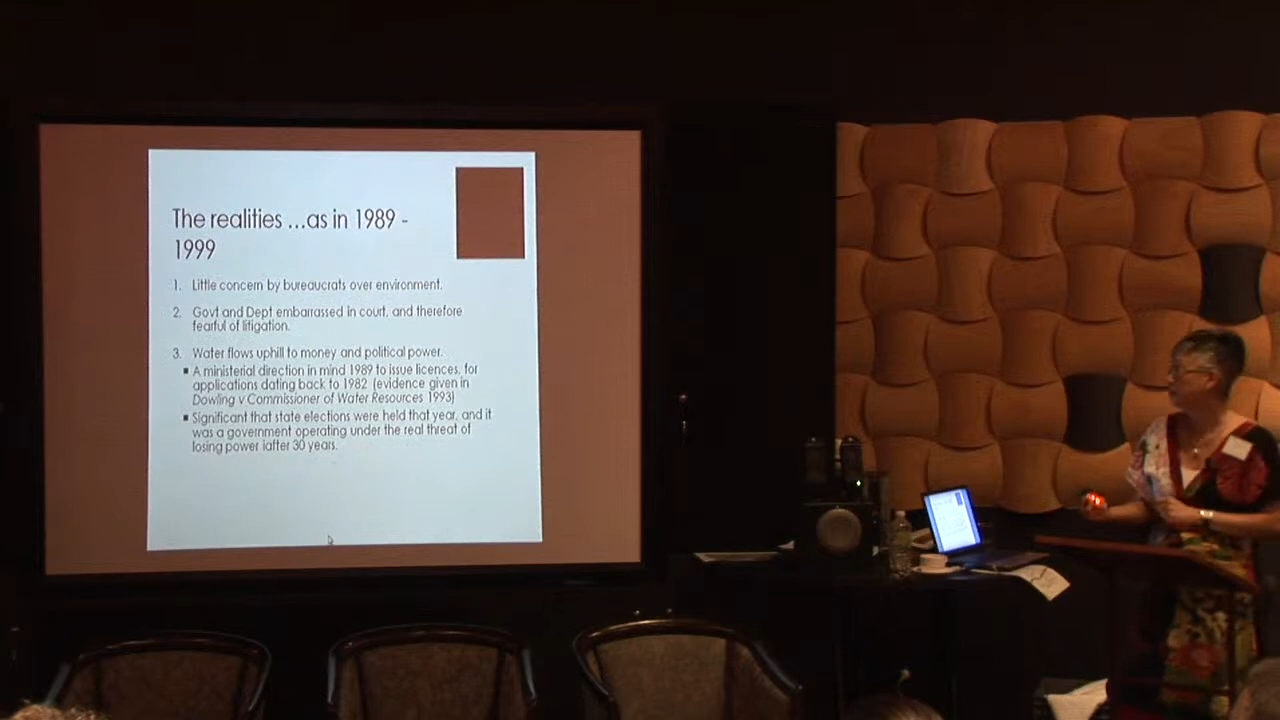 The realities ...as in 1989 -
1999
1. Little concern by bureaucrats over environment.
2. Govt and Dept embarrassed in court, and therefore
fearful of litigation.
3. Water flows uphill to money and political power.
▪ A ministerial direction in mind 1989 to issue licences, for
applications dating back to 1982 (evidence given in
Dowling v Commissioner of Water Resources 1993)
▪ Significant that state elections were held that year, and it
was a government operating under the real threat of
losing power iafter 30 years.